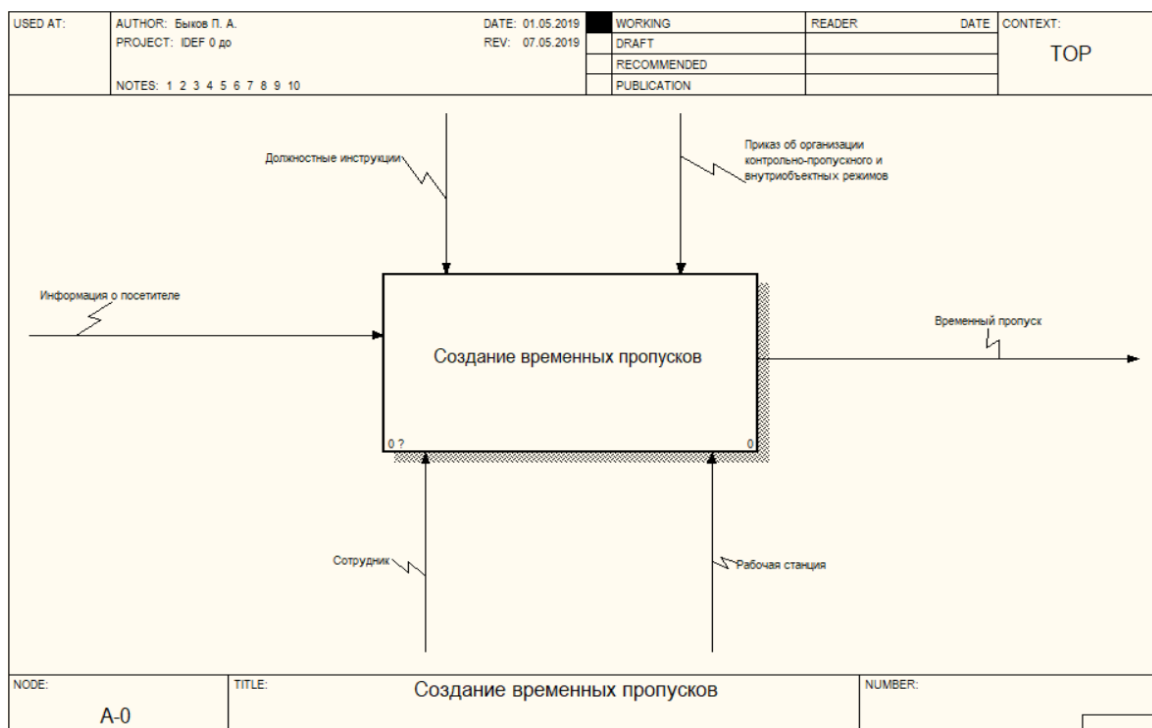 USED AT:
AUTHOR: Быков П. А.
DATE: 01.05.2019
WORKING
READER
DATE
CONTEXT:
PROJECT: IDEF 0 до
REV: 07.05.2019
DRAFT
TOP
RECOMMENDED
NOTES: 1 2 3 4 5 6 7 8 9 10
PUBLICATION
Должностные инструкции
Приказ об организации
контрольно-пропускного и
внутриобъектных режимов
Информация о посетителе
Временный пропуск
Создание временных пропусков
0 ?
0
Сотрудник
Рабочая станция
NODE:
TITLE:
Создание временных пропусков
NUMBER:
A-0